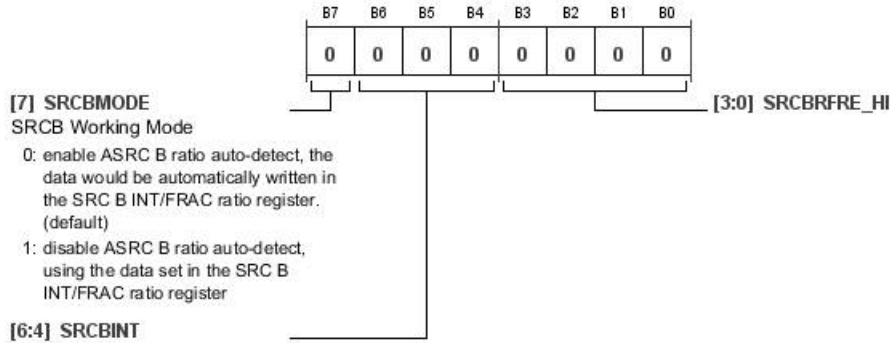 B7 B6 B5 B4 B3 B2 B1 B0
0 0 0 0 0 0 0 0
[7] SRCBMODE
[3:0] SRCBRFRE_HI
SRCB Working Mode
0: enable ASRC B ratio auto-detect, the
data would be automatically written in
the SRC B INT/FRAC ratio register.
(default)
1: disable ASRC B ratio auto-detect,
using the data set in the SRC B
INT/FRAC ratio register
[6:4] SRCBINT